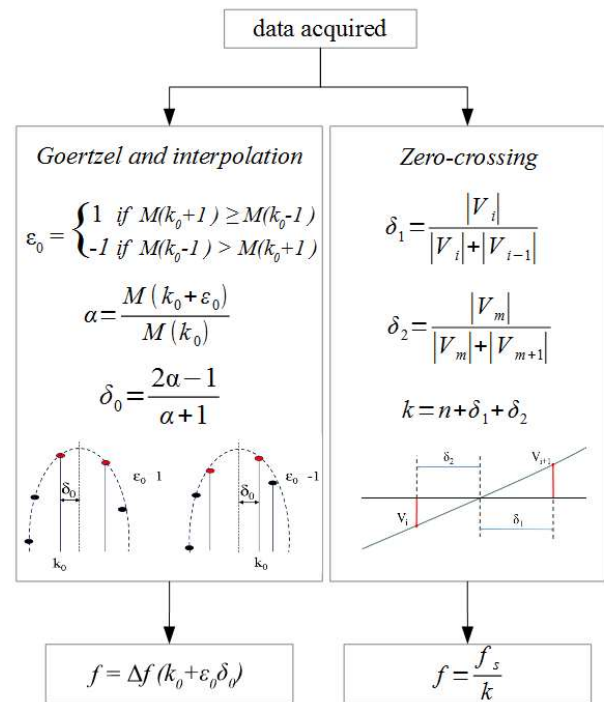 data acquired
Goertzel and interpolation
ε₀ = { 1 if M(k₀+1) ≥ M(k₀-1)
-1 if M(k₀-1) > M(k₀+1)
α = M(k₀+ε₀) / M(k₀)
δ₀ = 2α−1 / α+1
ε₀ 1
δ₀
k₀
ε₀ -1
δ₀
k₀
f = Δf(k₀+ε₀δ₀)
Zero-crossing
δ₁ = |Vᵢ| / |Vᵢ|+|Vᵢ₋₁|
δ₂ = |Vₘ| / |Vₘ|+|Vₘ₊₁|
k = n+δ₁+δ₂
δ₂
Vᵢ₊₁
Vᵢ
δ₁
f = fₛ / k